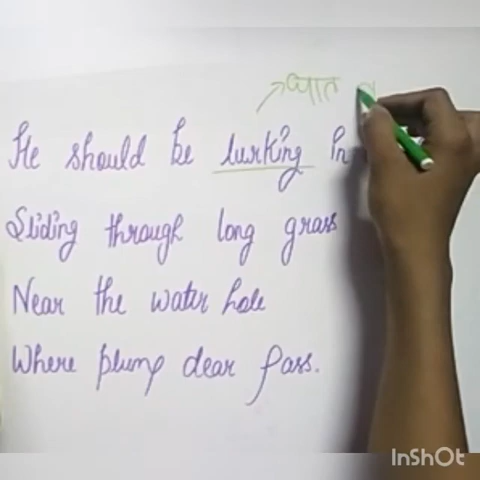 घात
He should be lurking In
Sliding through long grass
Near the water hole
Where plump dear pass.
InShOt